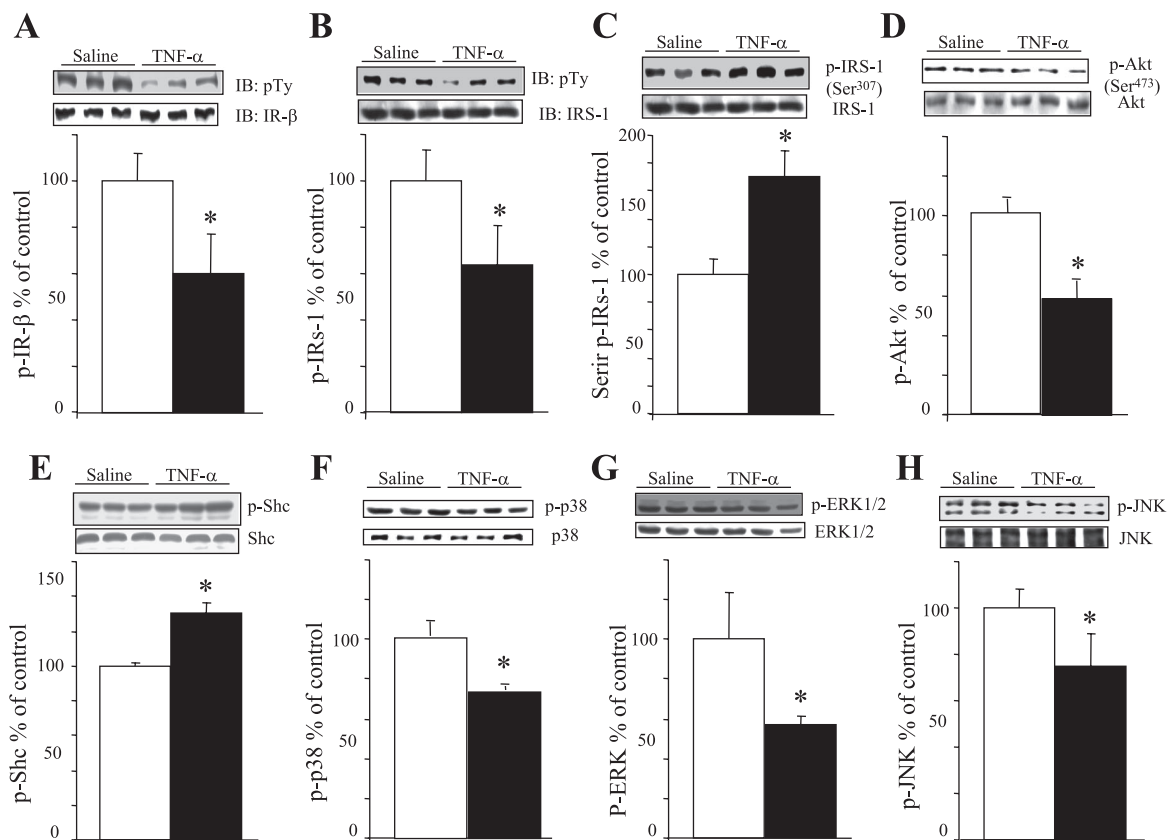 A
Saline TNF-α
IB: pTy
IB: IR-β
p-IR-β % of control
100
50
0
*
B
Saline TNF-α
IB: pTy
IB: IRS-1
p-IRs-1 % of control
100
50
0
*
C
Saline TNF-α
p-IRS-1
(Ser307)
IRS-1
Serir p-IRs-1 % of control
200
150
100
50
0
*
D
Saline TNF-α
p-Akt
(Ser473)
Akt
p-Akt % of control
100
50
0
*
E
Saline TNF-α
p-Shc
Shc
p-Shc % of control
150
100
50
0
*
F
Saline TNF-α
p-p38
p38
p-p38 % of control
100
50
0
*
G
Saline TNF-α
p-ERK1/2
ERK1/2
P-ERK % of control
100
50
0
*
H
Saline TNF-α
p-JNK
JNK
p-JNK % of control
100
50
0
*